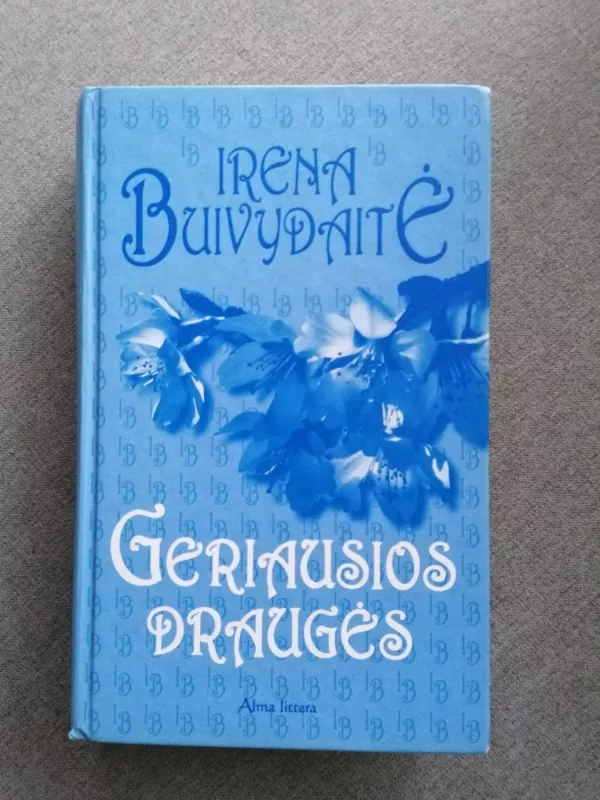 IRENA
BUIVYDAITĖ
GERIAUSIOS
DRAUGĖS
Alma littera